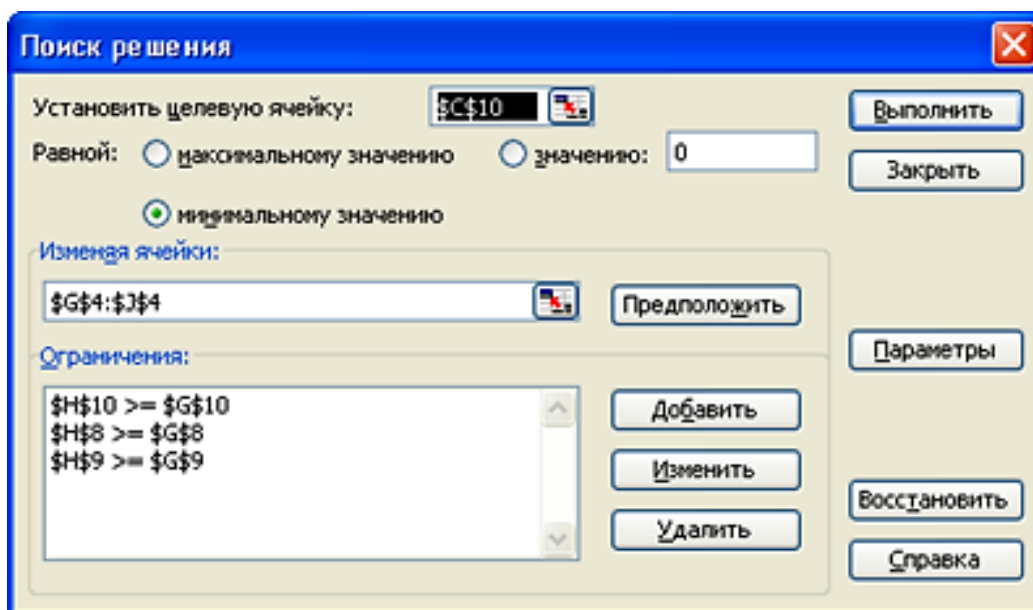 Поиск решения
Установить целевую ячейку: $C$10
Выполнить
Равной: максимальному значению значению: 0
Закрыть
минимальному значению
Изменяя ячейки:
$G$4:$J$4
Предположить
Параметры
Ограничения:
$H$10 >= $G$10
$H$8 >= $G$8
$H$9 >= $G$9
Добавить
Изменить
Удалить
Восстановить
Справка